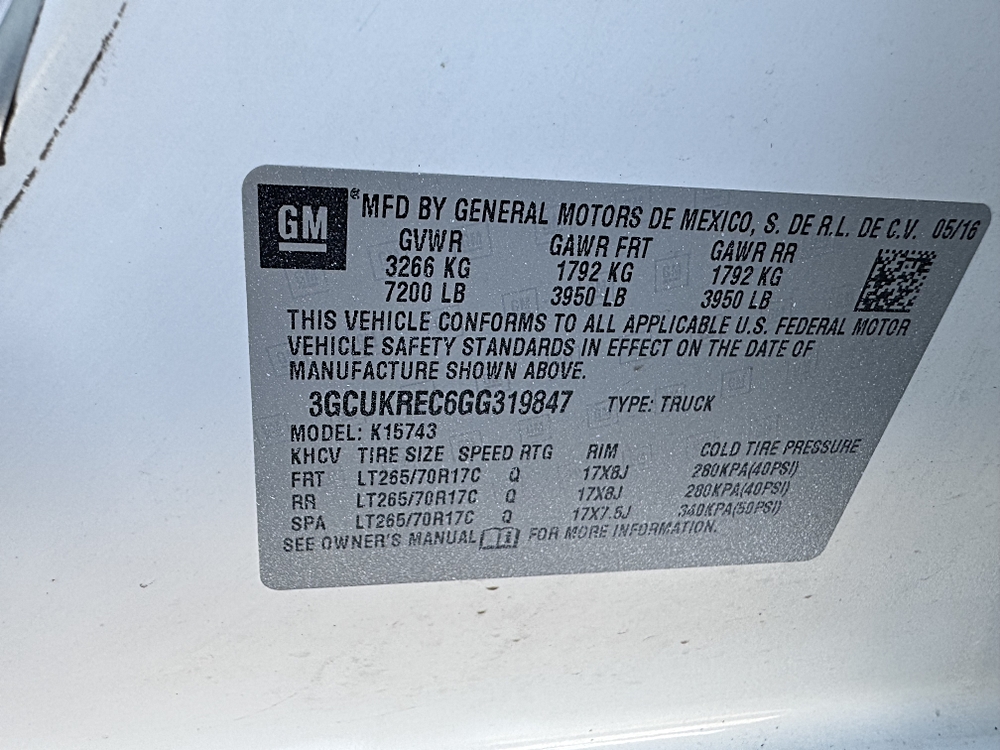 GM ® MFD BY GENERAL MOTORS DE MEXICO, S. DE R.L. DE C.V. 05/16
GVWR GAWR FRT GAWR RR
3266 KG 1792 KG 1792 KG
7200 LB 3950 LB 3950 LB
THIS VEHICLE CONFORMS TO ALL APPLICABLE U.S. FEDERAL MOTOR
VEHICLE SAFETY STANDARDS IN EFFECT ON THE DATE OF
MANUFACTURE SHOWN ABOVE.
3GCUKREC6GG319847 TYPE: TRUCK
MODEL: K15743
KHCV TIRE SIZE SPEED RTG RIM COLD TIRE PRESSURE
FRT LT265/70R17C Q 17X8J 280KPA(40PSI)
RR LT265/70R17C Q 17X8J 280KPA(40PSI)
SPA LT265/70R17C Q 17X7.5J 340KPA(50PSI)
SEE OWNER'S MANUAL FOR MORE INFORMATION.